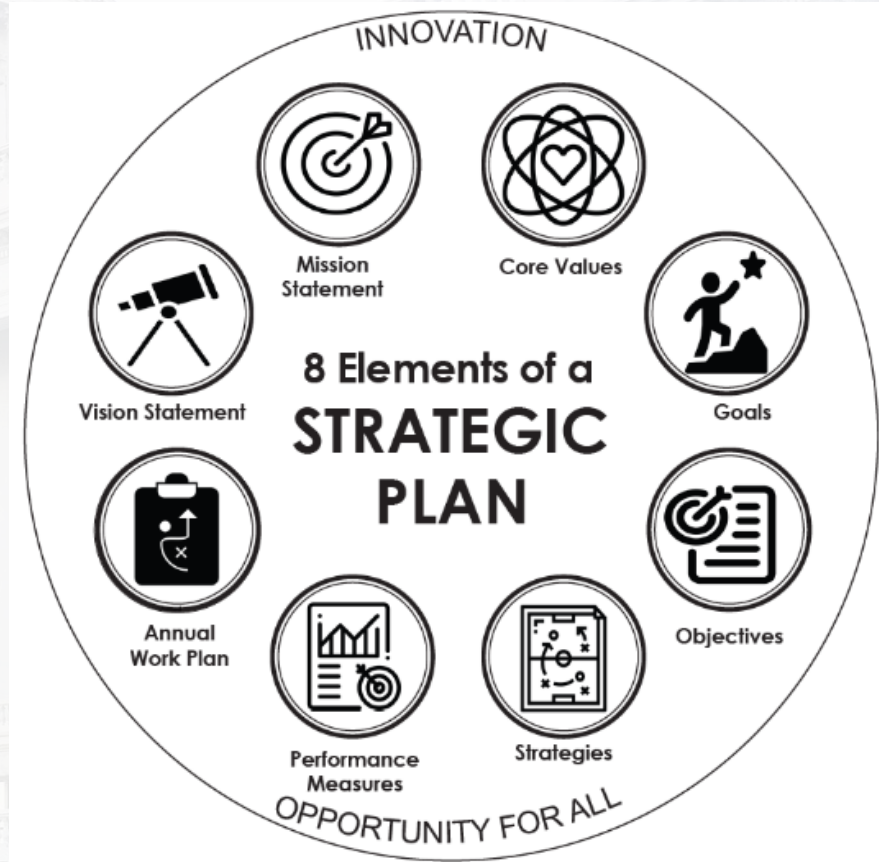 INNOVATION
Mission
Statement
Core Values
Vision Statement
Goals
8 Elements of a
STRATEGIC
PLAN
Annual
Work Plan
Objectives
Performance
Measures
Strategies
OPPORTUNITY FOR ALL